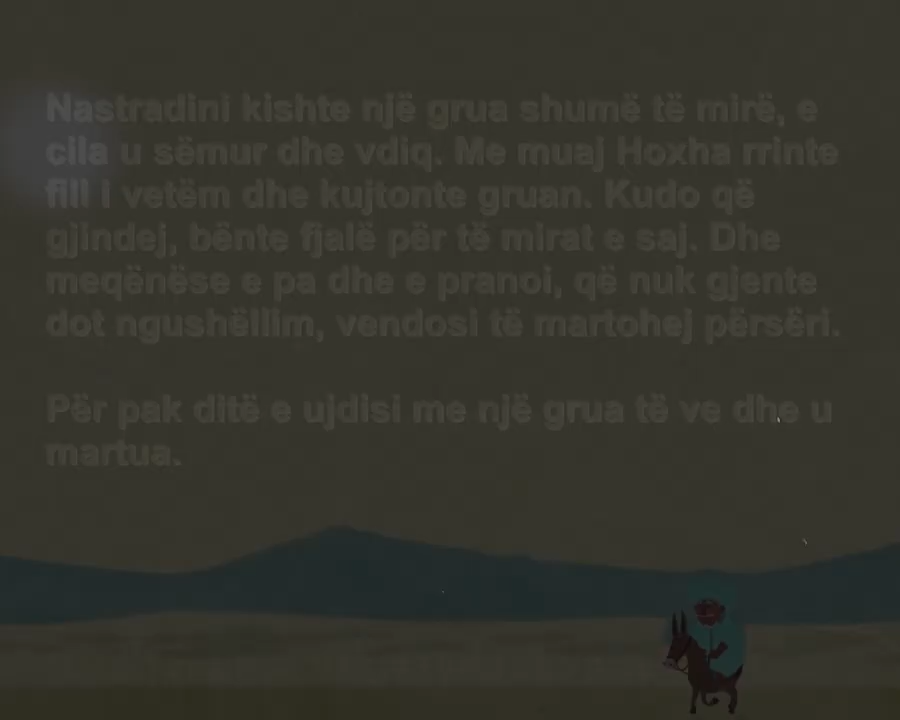 Nastradini kishte një grua shumë të mirë, e
cila u sëmur dhe vdiq. Me muaj Hoxha rrinte
fill i vetëm dhe kujtonte gruan. Kudo që
gjindej, bënte fjalë për të mirat e saj. Dhe
meqënëse e pa dhe e pranoi, që nuk gjente
dot ngushëllim, vendosi të martohej përsëri.
Për pak ditë e ujdisi me një grua të ve dhe u
martua.